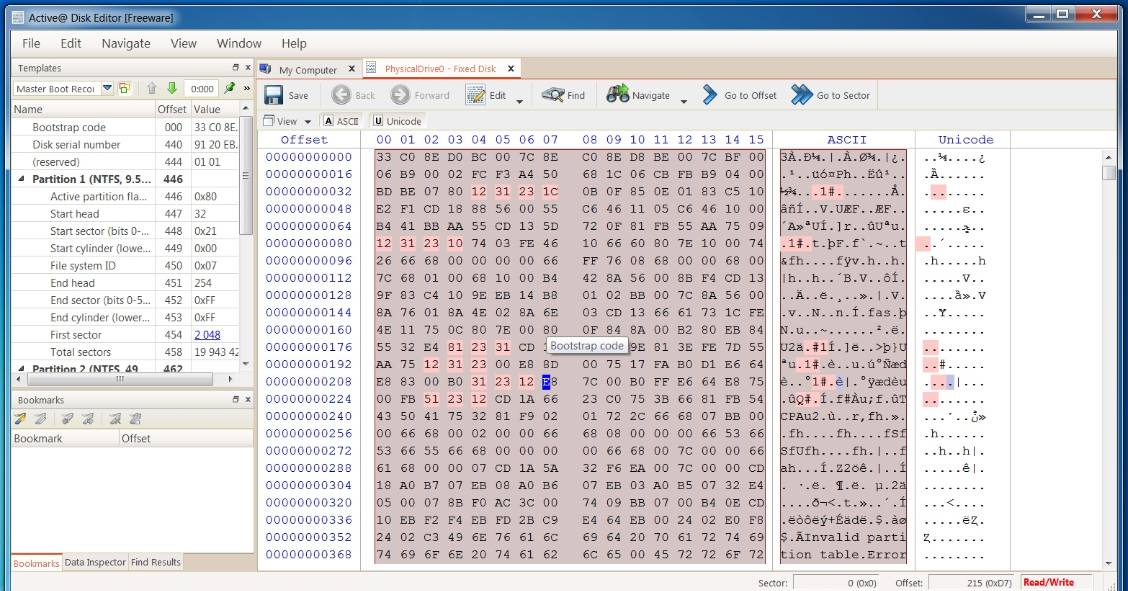 Active@ Disk Editor [Freeware]
File Edit Navigate View Window Help
Templates
Master Boot Reco 0:000 »
Name Offset Value
Bootstrap code 000 33 C0 8E.
Disk serial number 440 91 20 EB.
(reserved) 444 01 01
Partition 1 (NTFS, 9.5... 446
Active partition fla... 446 0x80
Start head 447 32
Start sector (bits 0-... 448 0x21
Start cylinder (lowe... 449 0x00
File system ID 450 0x07
End head 451 254
End sector (bits 0-5... 452 0xFF
End cylinder (lower... 453 0xFF
First sector 454 2 048
Total sectors 458 19 943 42
Partition 2 (NTFS, 49 462
Bookmarks
Bookmark Offset
Bookmarks Data Inspector Find Results
My Computer x PhysicalDrive0 - Fixed Disk x
Save Back Forward Edit Find Navigate Go to Offset Go to Sector
View A ASCII U Unicode
Offset 00 01 02 03 04 05 06 07 08 09 10 11 12 13 14 15 ASCII Unicode
00000000000 33 C0 8E D0 BC 00 7C 8E C0 8E D8 BE 00 7C BF 00
00000000016 06 B9 00 02 FC F3 A4 50 68 1C 06 CB FB B9 04 00
00000000032 BD BE 07 80 12 31 23 1C 0B 0F 85 0E 01 83 C5 10
00000000048 E2 F1 CD 18 88 56 00 55 C6 46 11 05 C6 46 10 00
00000000064 B4 41 BB AA 55 CD 13 5D 72 0F 81 FB 55 AA 75 09
00000000080 12 31 23 10 74 03 FE 46 10 66 60 80 7E 10 00 74
00000000096 26 66 68 00 00 00 00 66 FF 76 08 68 00 00 68 00
00000000112 7C 68 01 00 68 10 00 B4 42 8A 56 00 8B F4 CD 13
00000000128 9F 83 C4 10 9E EB 14 B8 01 02 BB 00 7C 8A 56 00
00000000144 8A 76 01 8A 4E 02 8A 6E 03 CD 13 66 61 73 1C FE
00000000160 4E 11 75 0C 80 7E 00 80 0F 84 8A 00 B2 80 EB 84
00000000176 55 32 E4 81 23 31 CD 9E 81 3E FE 7D 55
Bootstrap code
00000000192 AA 75 12 31 23 00 E8 8D 00 75 17 FA B0 D1 E6 64
00000000208 E8 83 00 B0 31 23 12 E8 7C 00 B0 FF E6 64 E8 75
00000000224 00 FB 51 23 12 CD 1A 66 23 C0 75 3B 66 81 FB 54
00000000240 43 50 41 75 32 81 F9 02 01 72 2C 66 68 07 BB 00
00000000256 00 66 68 00 02 00 00 66 68 08 00 00 00 66 53 66
00000000272 53 66 55 66 68 00 00 00 00 66 68 00 7C 00 00 66
00000000288 61 68 00 00 07 CD 1A 5A 32 F6 EA 00 7C 00 00 CD
00000000304 18 A0 B7 07 EB 08 A0 B6 07 EB 03 A0 B5 07 32 E4
00000000320 05 00 07 8B F0 AC 3C 00 74 09 BB 07 00 B4 0E CD
00000000336 10 EB F2 F4 EB FD 2B C9 E4 64 EB 00 24 02 E0 F8
00000000352 24 02 C3 49 6E 76 61 6C 69 64 20 70 61 72 74 69 $.ÃInvalid parti
00000000368 74 69 6F 6E 20 74 61 62 6C 65 00 45 72 72 6F 72 tion table.Error
Sector: 0 (0x0) Offset: 215 (0xD7) Read/Write